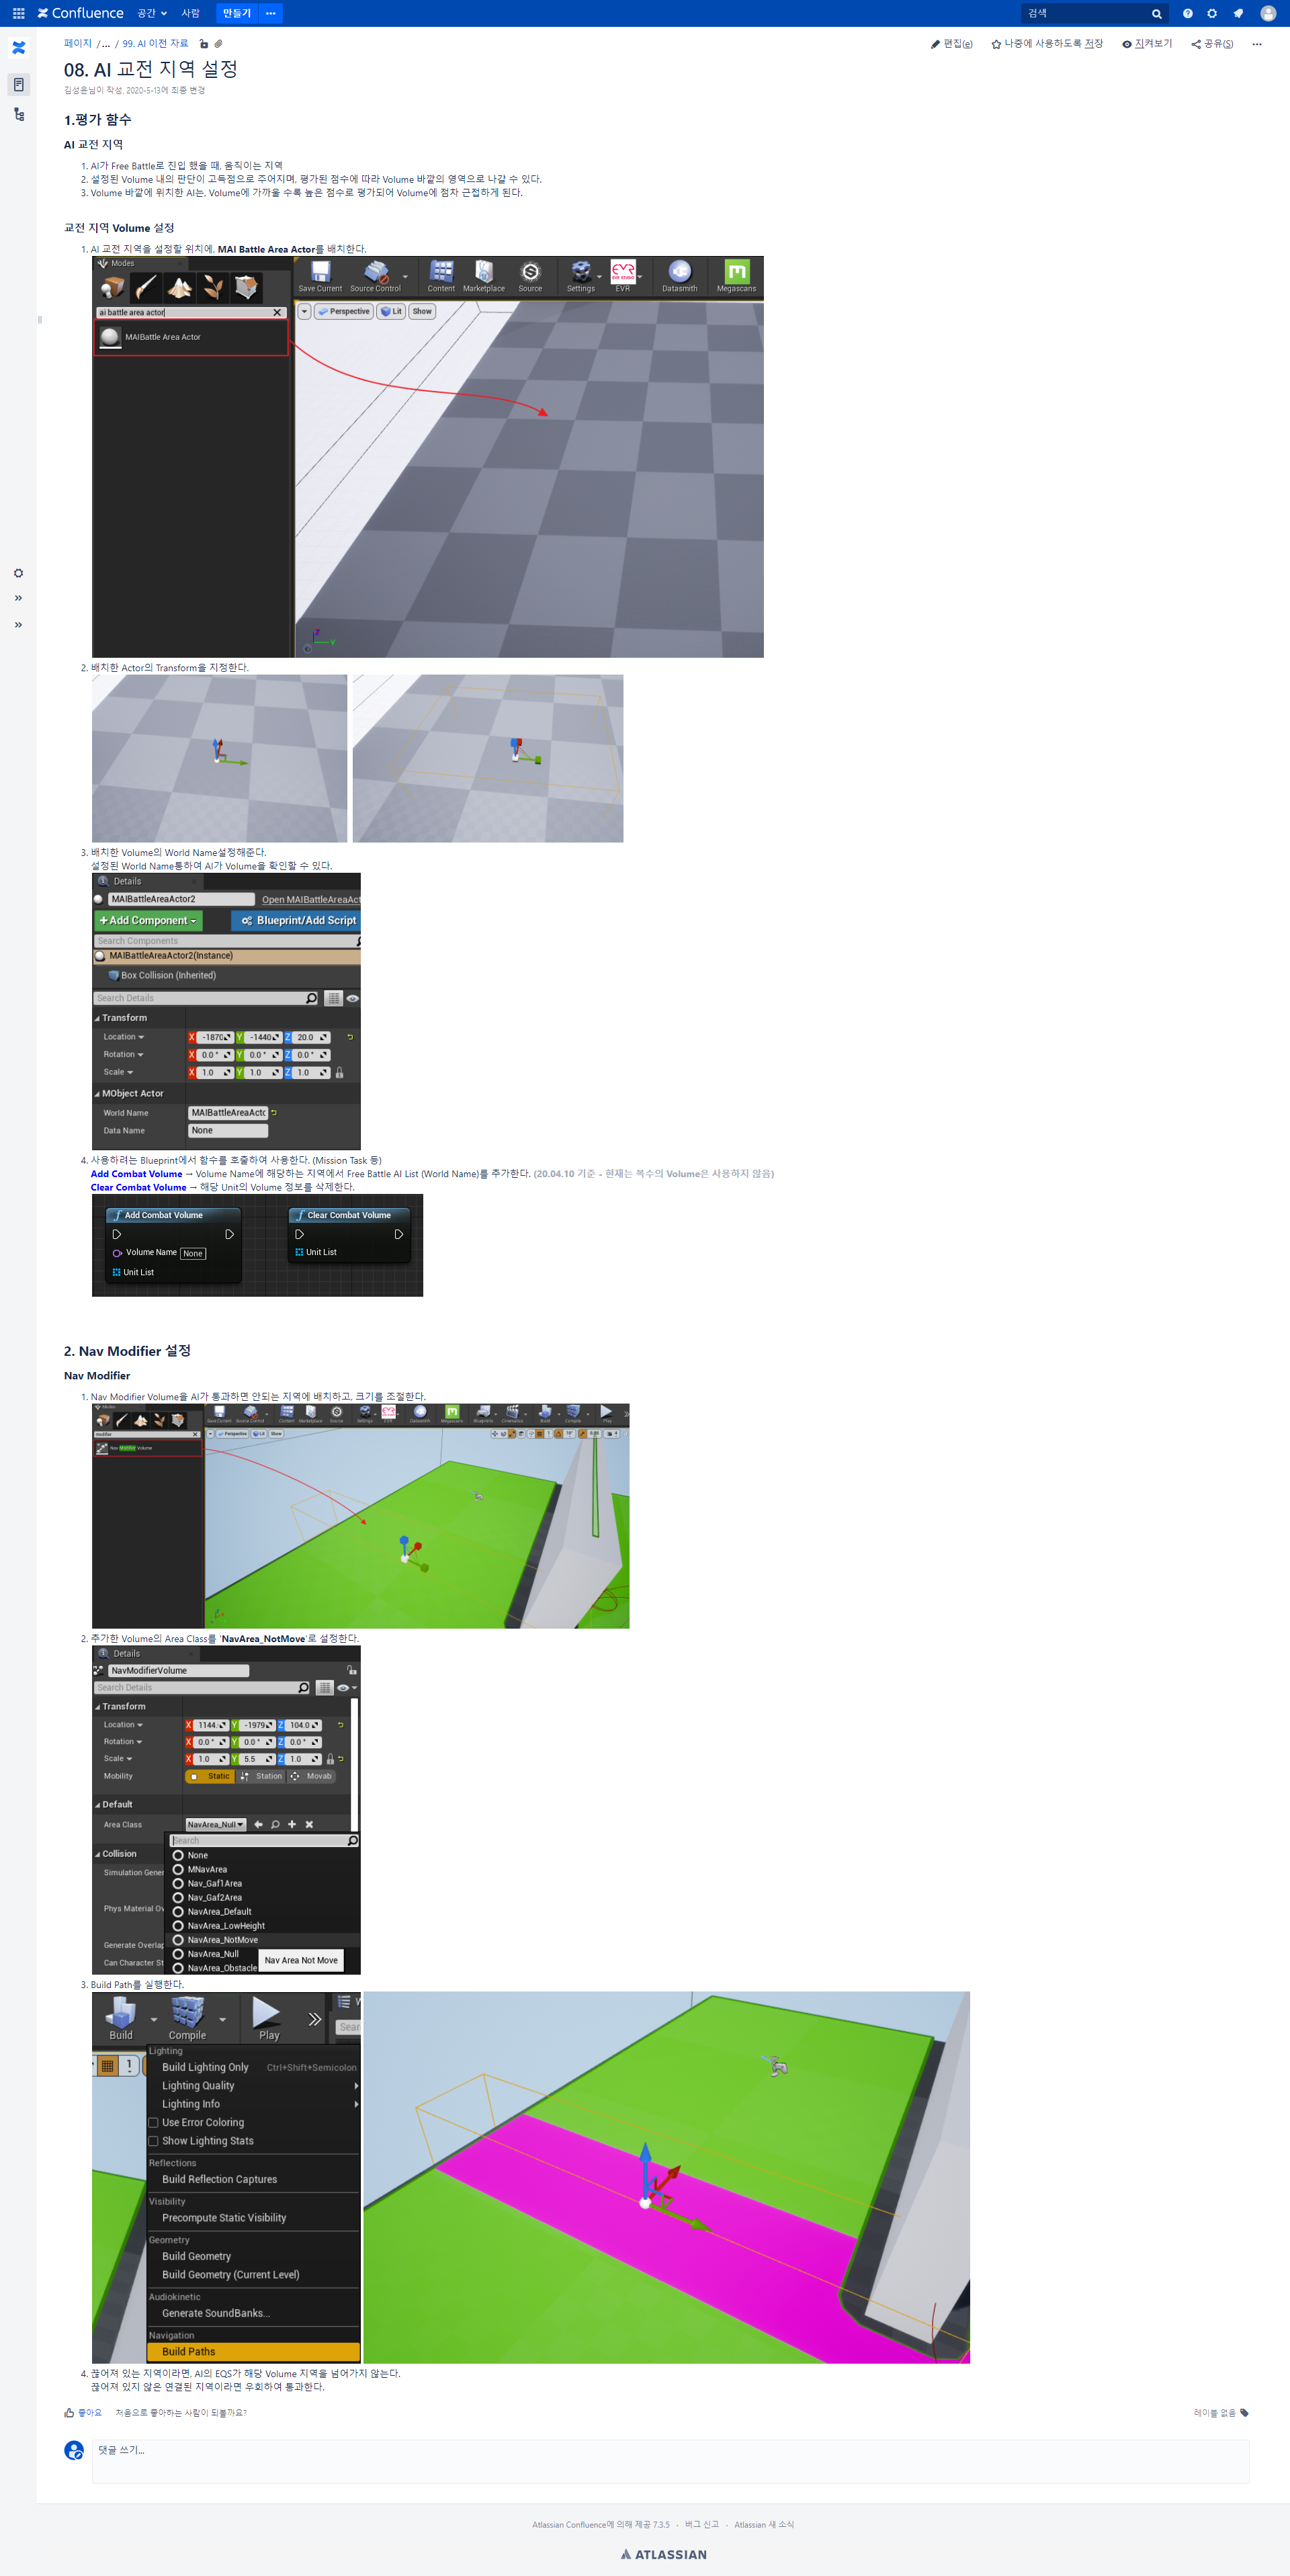 Confluence 공간 사람 만들기 검색
페이지 /... / 99. AI 이전 자료 편집(e) 나중에 사용하도록 저장 지켜보기 공유(S)
08. AI 교전 지역 설정
김성윤님이 작성, 2020-5-13에 최종 변경
1.평가 함수
AI 교전 지역
1. AI가 Free Battle로 진입 했을 때, 움직이는 지역
2. 설정된 Volume 내의 판단이 고득점으로 주어지며, 평가된 점수에 따라 Volume 바깥의 영역으로 나갈 수 있다.
3. Volume 바깥에 위치한 AI는, Volume에 가까울 수록 높은 점수로 평가되어 Volume에 점차 근접하게 된다.
교전 지역 Volume 설정
1. AI 교전 지역을 설정할 위치에, MAI Battle Area Actor를 배치한다.
Modes
Save Current Source Control Content Marketplace Source Settings EVR Datasmith Megascans
ai battle area actor
Perspective Lit Show
MAIBattle Area Actor
2. 배치한 Actor의 Transform을 지정한다.
3. 배치한 Volume의 World Name설정해준다.
설정된 World Name통하여 AI가 Volume을 확인할 수 있다.
Details
MAIBattleAreaActor2 Open MAIBattleAreaAct
+Add Component Blueprint/Add Script
Search Components
MAIBattleAreaActor2(Instance)
Box Collision (Inherited)
Search Details
Transform
Location X -1870 Y -1440 Z 20.0
Rotation X 0.0 ° Y 0.0 ° Z 0.0 °
Scale X 1.0 Y 1.0 Z 1.0
MObject Actor
World Name MAIBattleAreaActo
Data Name None
4. 사용하려는 Blueprint에서 함수를 호출하여 사용한다. (Mission Task 등)
Add Combat Volume → Volume Name에 해당하는 지역에서 Free Battle AI List (World Name)를 추가한다. (20.04.10 기준 - 현재는 복수의 Volume은 사용하지 않음)
Clear Combat Volume → 해당 Unit의 Volume 정보를 삭제한다.
Add Combat Volume Clear Combat Volume
Volume Name None Unit List
Unit List
2. Nav Modifier 설정
Nav Modifier
1. Nav Modifier Volume을 AI가 통과하면 안되는 지역에 배치하고, 크기를 조절한다.
Modes
Save Current Source Control Content Marketplace Source Settings EVR Datasmith Megascans Blueprints Cinematics Build Compile Play
modifier
Perspective Lit Show
Nav Modifier Volume
2. 추가한 Volume의 Area Class를 'NavArea_NotMove'로 설정한다.
Details
NavModifierVolume
Search Details
Transform
Location X 1144. Y -1979 Z 104.0
Rotation X 0.0 ° Y 0.0 ° Z 0.0 °
Scale X 1.0 Y 5.5 Z 1.0
Mobility Static Station Movab
Default
Area Class NavArea_Null
Search
None
Collision
MNavArea
Simulation Gener
Nav_Gaf1Area
Nav_Gaf2Area
Phys Material Ov
NavArea_Default
NavArea_LowHeight
NavArea_NotMove
Generate Overlap
NavArea_Null
Nav Area Not Move
Can Character St
NavArea_Obstacle
3. Build Path를 실행한다.
Build Compile Play
Sear
Lighting
Build Lighting Only Ctrl+Shift+Semicolon
Lighting Quality
Lighting Info
Use Error Coloring
Show Lighting Stats
Reflections
Build Reflection Captures
Visibility
Precompute Static Visibility
Geometry
Build Geometry
Build Geometry (Current Level)
Audiokinetic
Generate SoundBanks...
Navigation
Build Paths
4. 끊어져 있는 지역이라면, AI의 EQS가 해당 Volume 지역을 넘어가지 않는다.
끊어져 있지 않은 연결된 지역이라면 우회하여 통과한다.
좋아요 처음으로 좋아하는 사람이 되볼까요? 레이블 없음
댓글 쓰기...
Atlassian Confluence에 의해 제공 7.3.5 · 버그 신고 · Atlassian 새 소식
ATLASSIAN